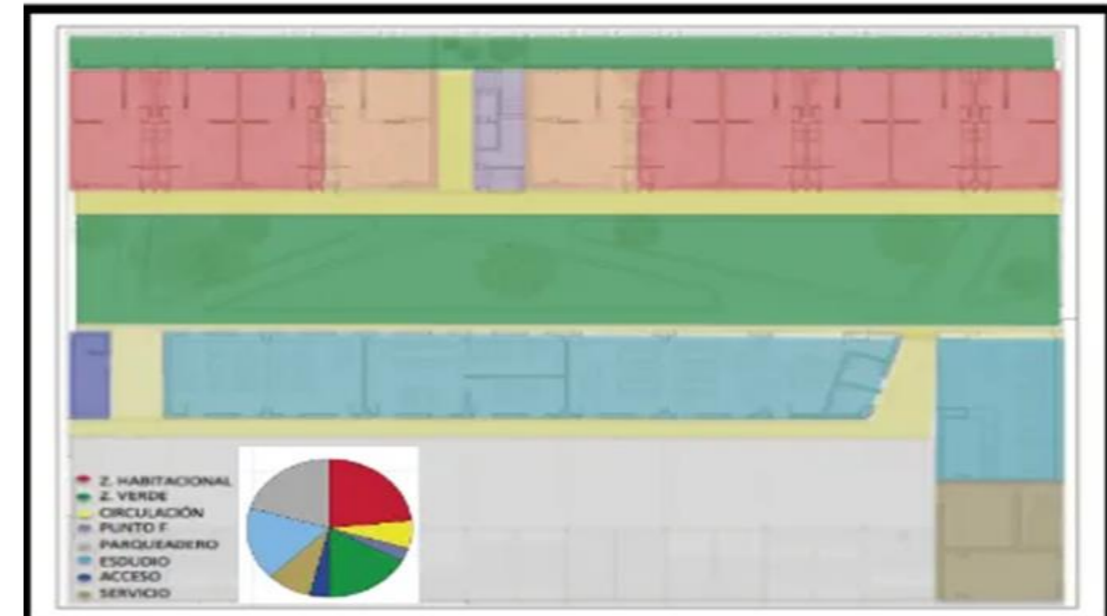 Z. HABITACIONAL
Z. VERDE
CIRCULACIÓN
PUNTO F
PARQUEADERO
ESDUDIO
ACCESO
SERVICIO